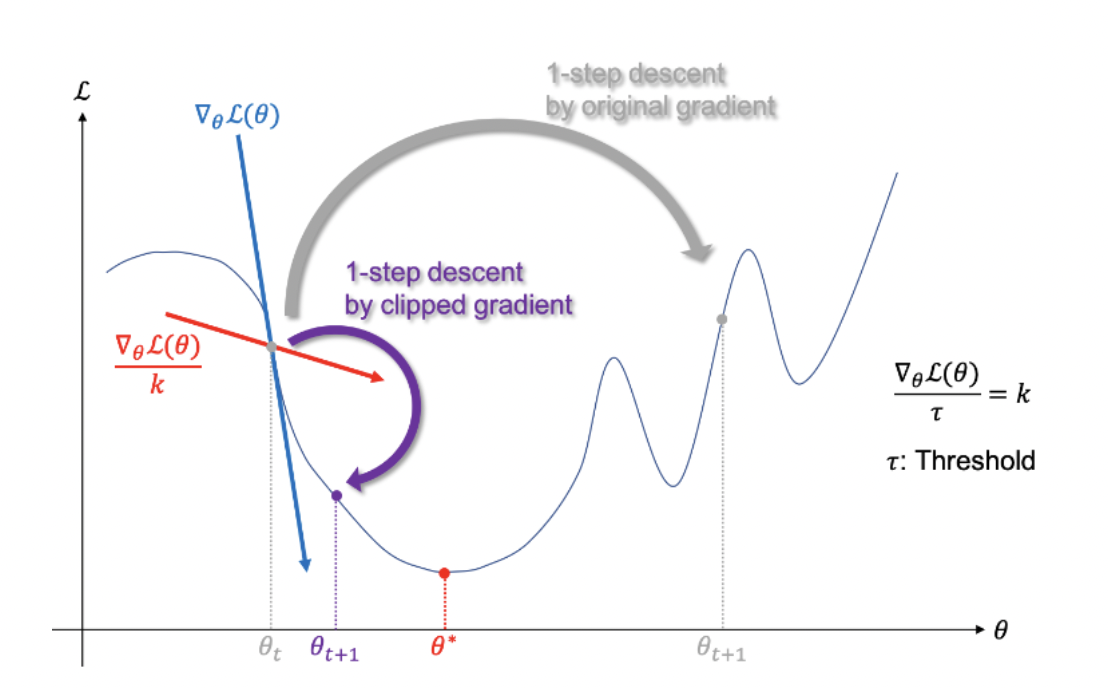 1-step descent
by original gradient
ℒ
∇θℒ(θ)
1-step descent
by clipped gradient
∇θℒ(θ)
k
∇θℒ(θ)
τ
= k
τ: Threshold
θ
θt
θt+1
θ*
θt+1